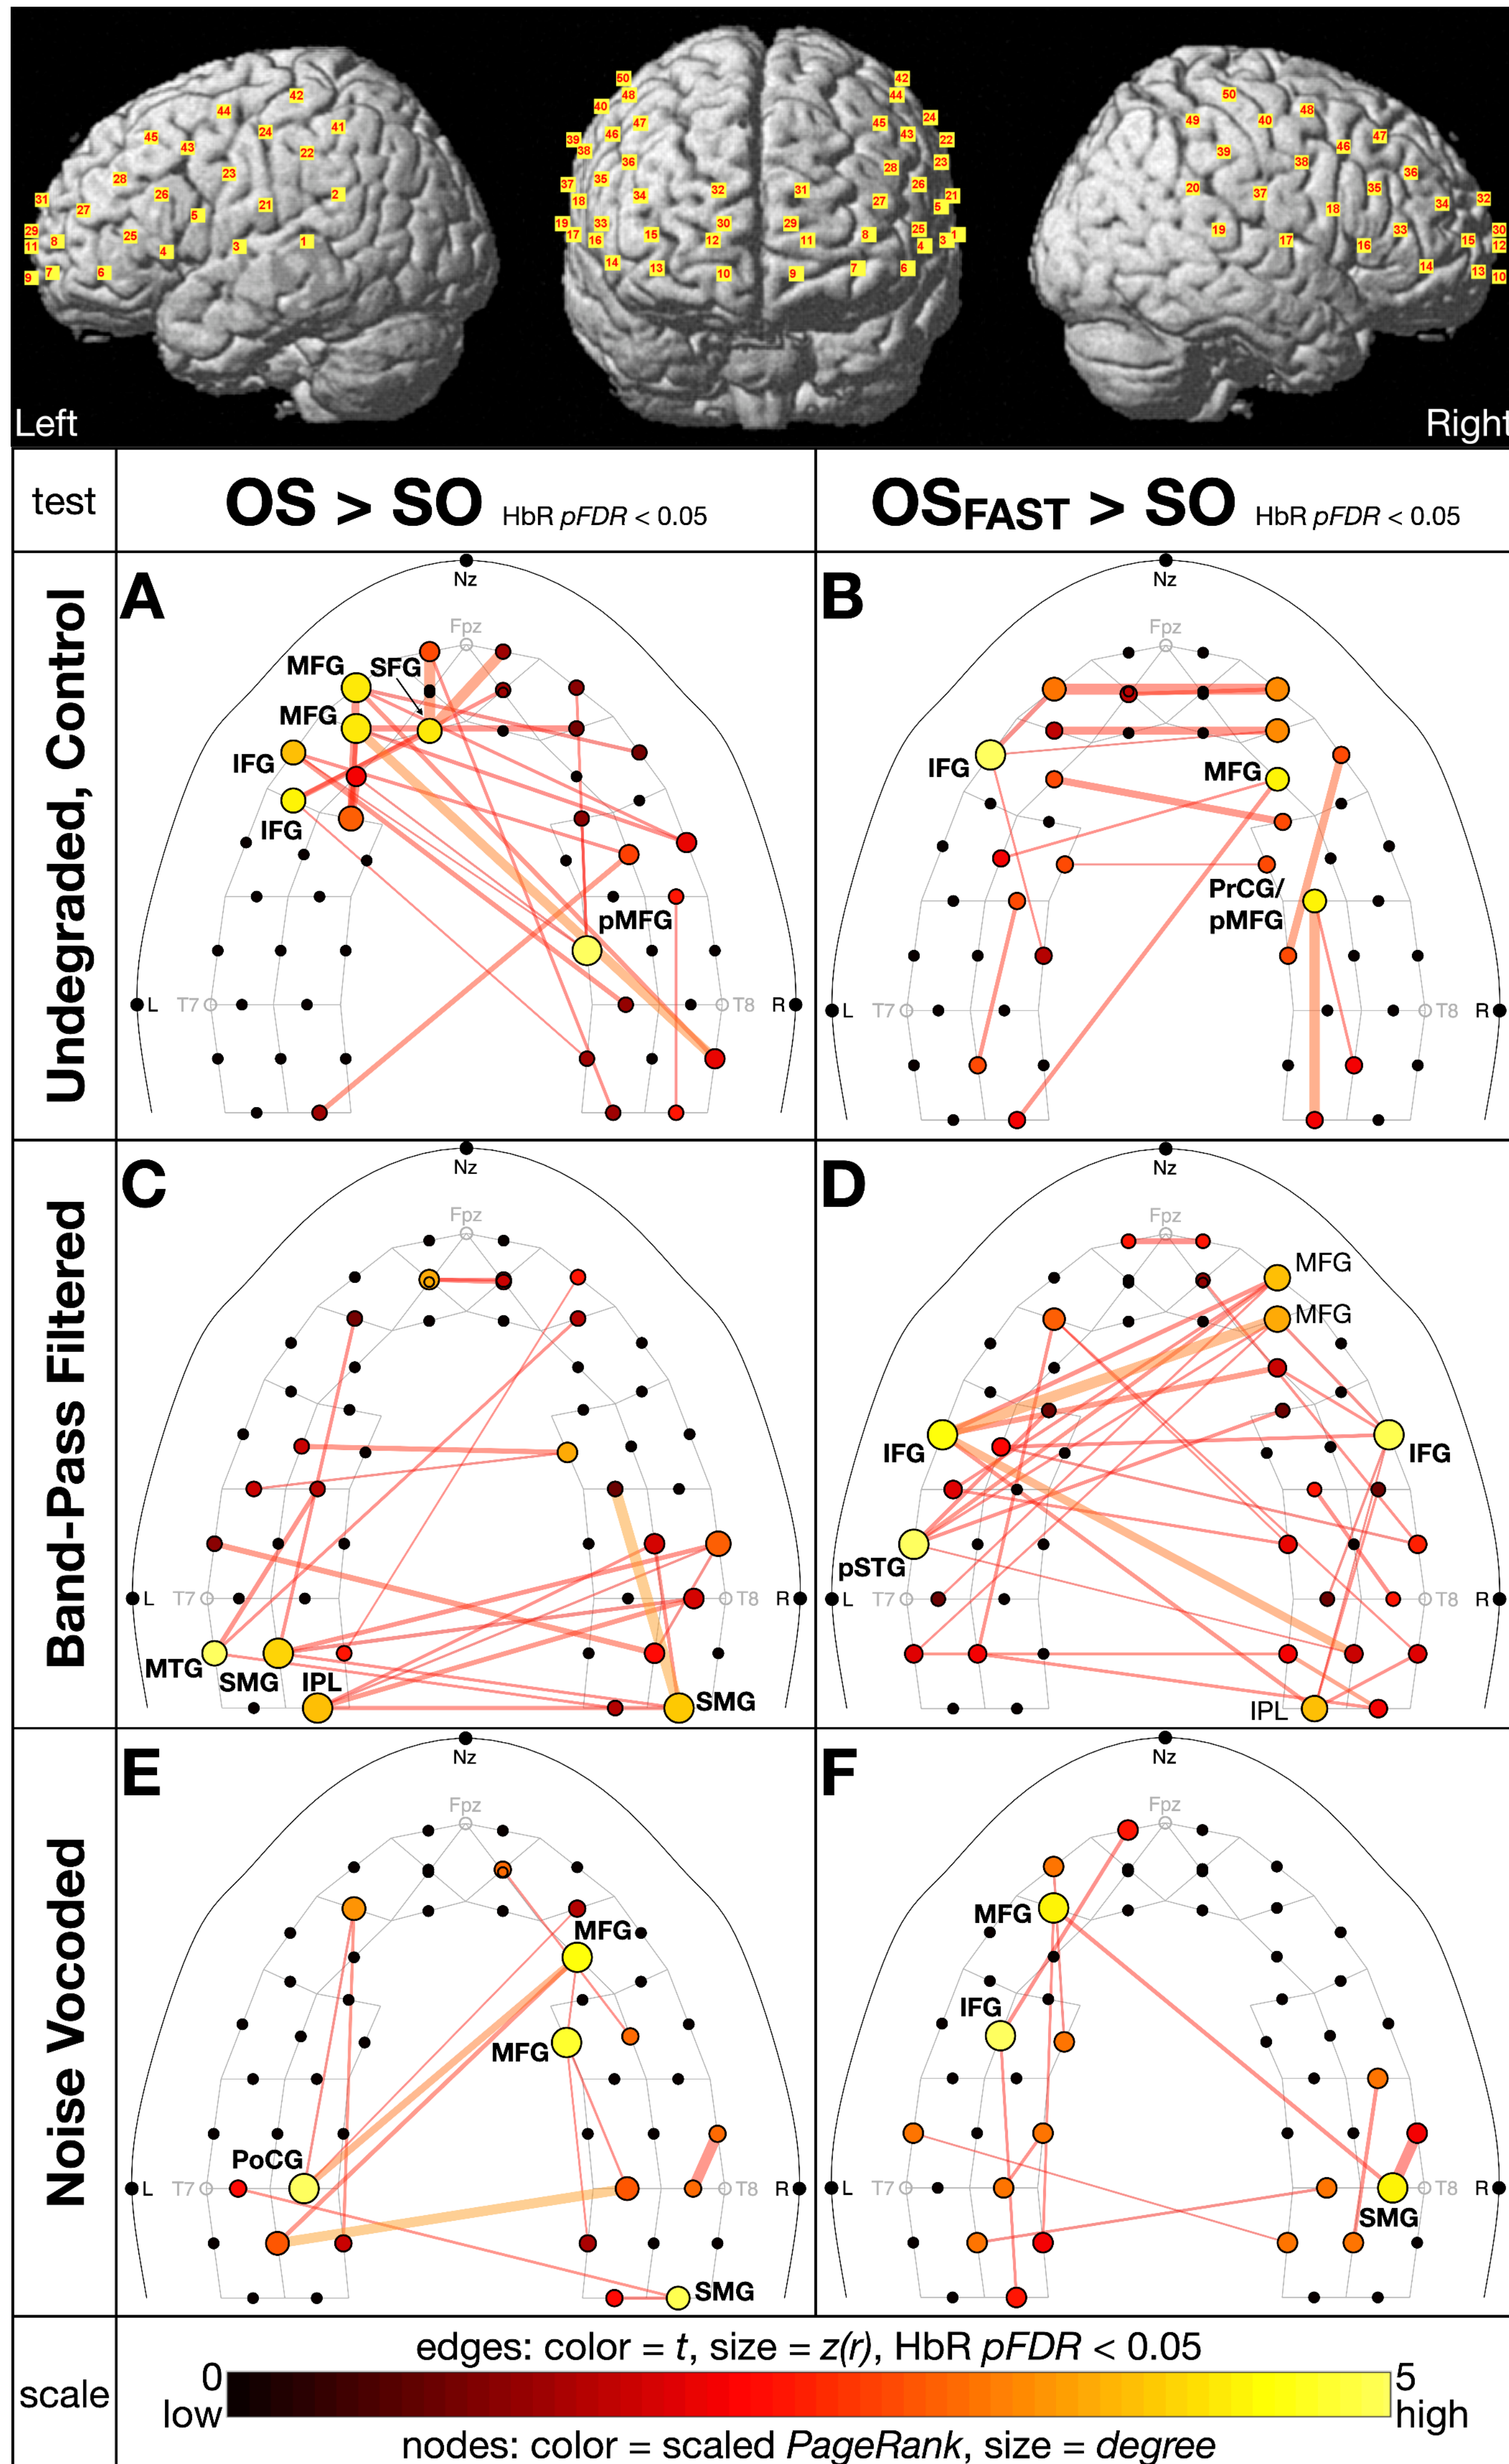 50
42
42
50
44
48
44
48
40
24
45
41
47
45
49
40
47
24
43
46
43
39
22
46
22
38
39
38
36
28
23
28
36
37
35
26
23
20
37
35
31
26
2
18
34
32
31
27
21
5
34
32
27
5
21
18
29
25
19
33
30
29
25
19
33
30
11
8
4
3
1
17
16
15
12
11
8
4
3
1
17
16
15
12
9
7
6
14
13
10
9
7
6
14
13
10
Left
Right
test
OS > SO HbR pFDR < 0.05
OSFAST > SO HbR pFDR < 0.05
Undegraded, Control
A
Nz
Fpz
MFG SFG
MFG
IFG
IFG
pMFG
L T7
T8 R
B
Nz
Fpz
IFG
MFG
PrCG/
pMFG
L T7
T8 R
Band-Pass Filtered
C
Nz
Fpz
L T7
T8 R
MTG
SMG IPL
SMG
D
Nz
Fpz
MFG
MFG
IFG
IFG
pSTG
L T7
T8 R
IPL
Noise Vocoded
E
Nz
Fpz
MFG
MFG
PoCG
L T7
T8 R
SMG
F
Nz
Fpz
MFG
IFG
L T7
T8 R
SMG
scale
edges: color = t, size = z(r), HbR pFDR < 0.05
0
5
low
high
nodes: color = scaled PageRank, size = degree